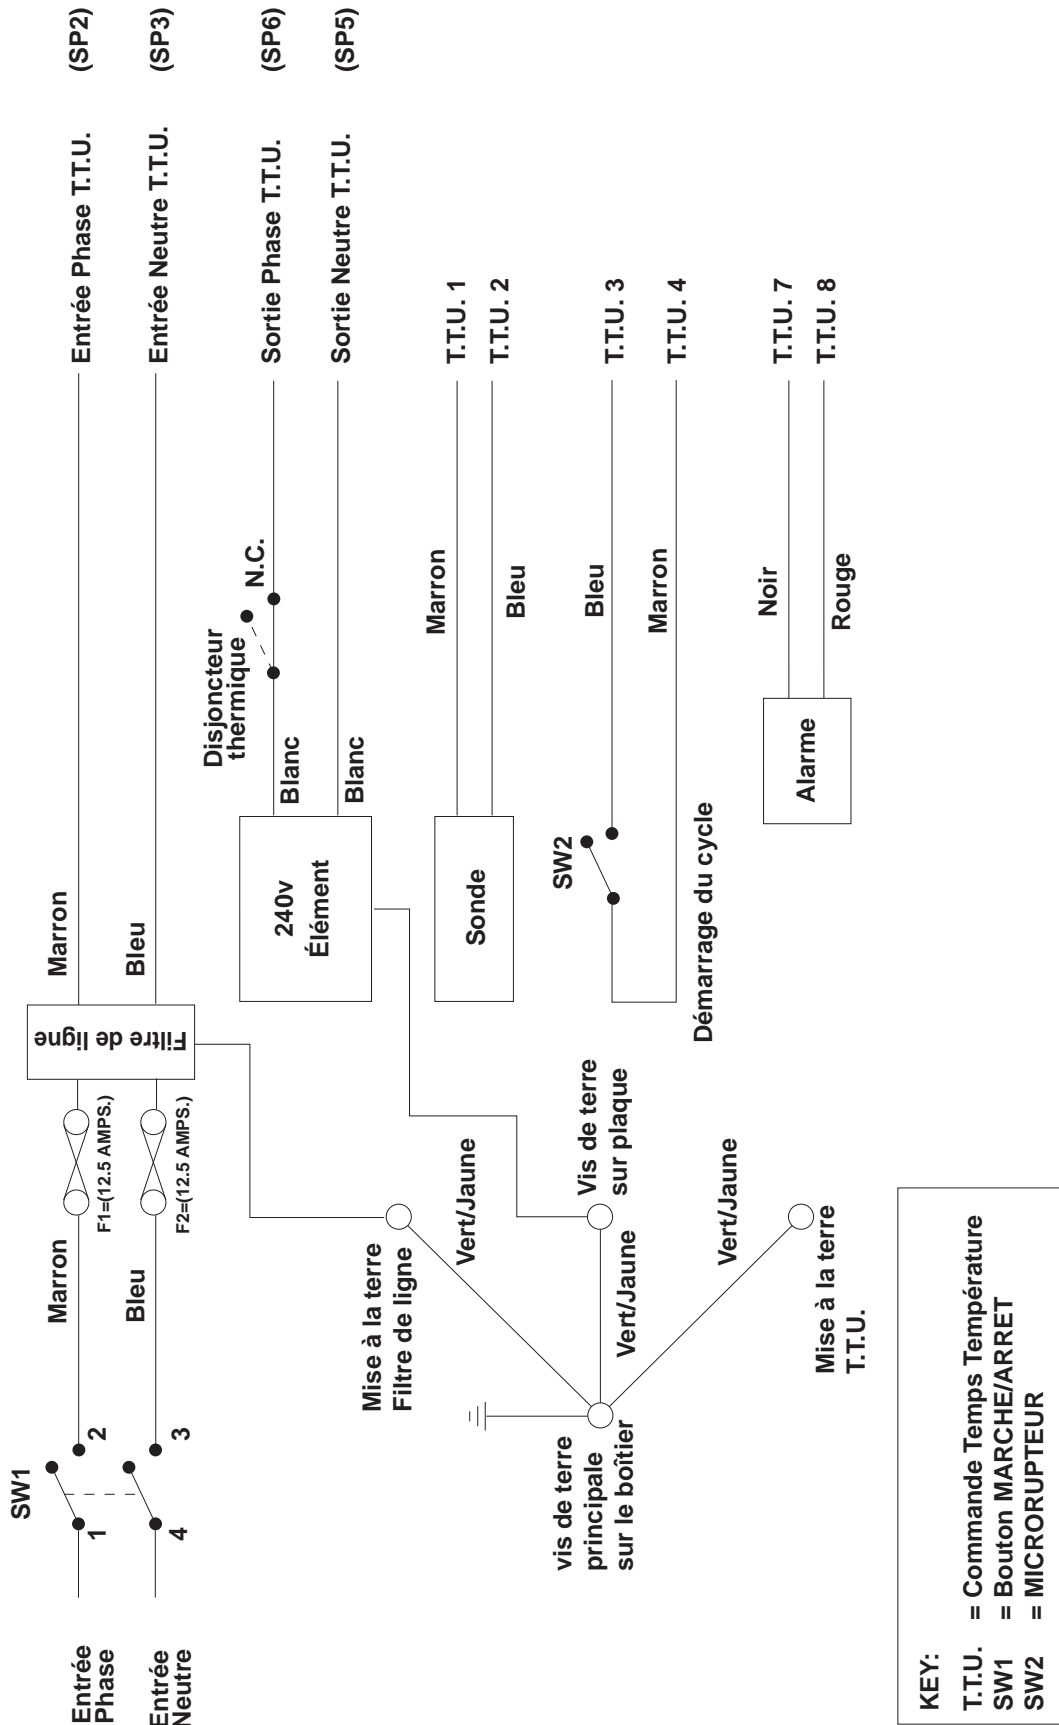 Entrée
Phase
Entrée
Neutre
SW1
1
2
4
3
Marron
Bleu
F1=(12.5 AMPS.)
F2=(12.5 AMPS.)
Filtre de ligne
Marron
Bleu
Entrée Phase T.T.U.
(SP2)
Entrée Neutre T.T.U.
(SP3)
240v
Élément
Blanc
Blanc
Disjoncteur
thermique
N.C.
Sortie Phase T.T.U.
(SP6)
Sortie Neutre T.T.U.
(SP5)
Mise à la terre
Filtre de ligne
Vert/Jaune
Sonde
Marron
Bleu
T.T.U. 1
T.T.U. 2
vis de terre
principale
sur le boîtier
Vert/Jaune
Vis de terre
sur plaque
SW2
Démarrage du cycle
Bleu
Marron
T.T.U. 3
T.T.U. 4
Mise à la terre
T.T.U.
Vert/Jaune
Alarme
Noir
Rouge
T.T.U. 7
T.T.U. 8
KEY:
T.T.U. = Commande Temps Température
SW1 = Bouton MARCHE/ARRET
SW2 = MICRORUPTEUR